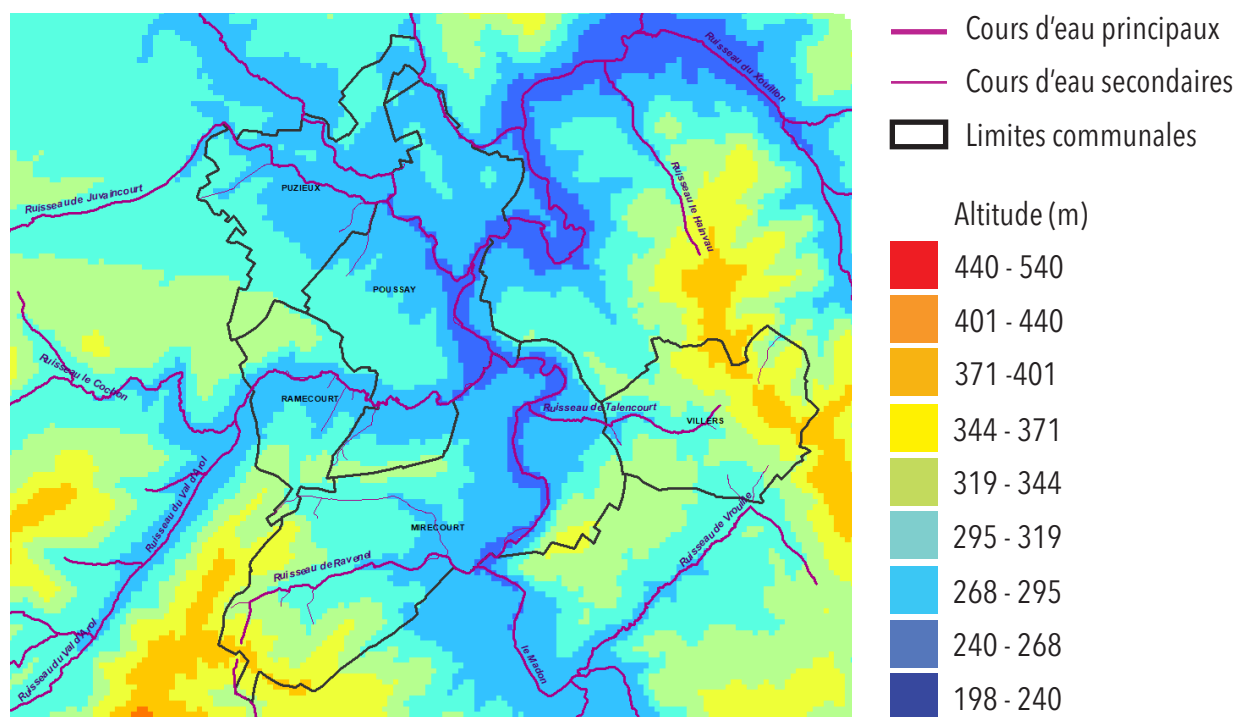 Cours d'eau principaux
Cours d'eau secondaires
Limites communales
Altitude (m)
440 - 540
401 - 440
371 -401
344 - 371
319 - 344
295 - 319
268 - 295
240 - 268
198 - 240
Ruisseau du Xouillon
Ruisseau le Hainvau
Ruisseau de Juvaincourt
PUZIEUX
POUSSAY
Ruisseau le Cochon
RAMECOURT
Ruisseau de Talencourt
VILLERS
Ruisseau du Val d'Arol
MIRECOURT
Ruisseau de Vrouille
Ruisseau de Ravenel
Ruisseau du Val d'Arol
le Madon